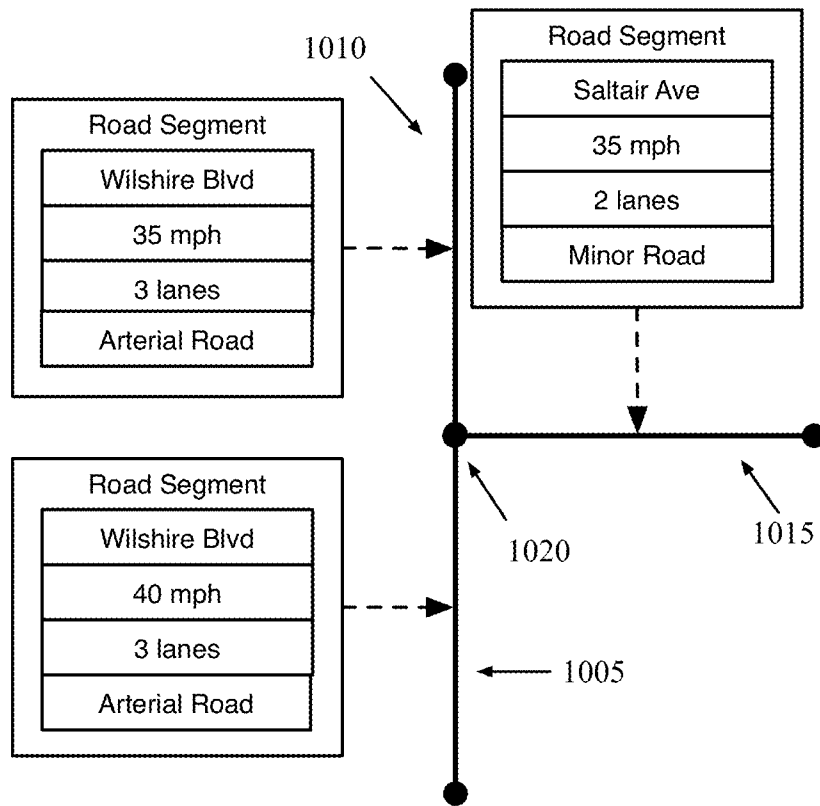 1010
Road Segment
Saltair Ave
35 mph
2 lanes
Minor Road
Road Segment
Wilshire Blvd
35 mph
3 lanes
Arterial Road
Road Segment
Wilshire Blvd
40 mph
3 lanes
Arterial Road
1020
1015
1005